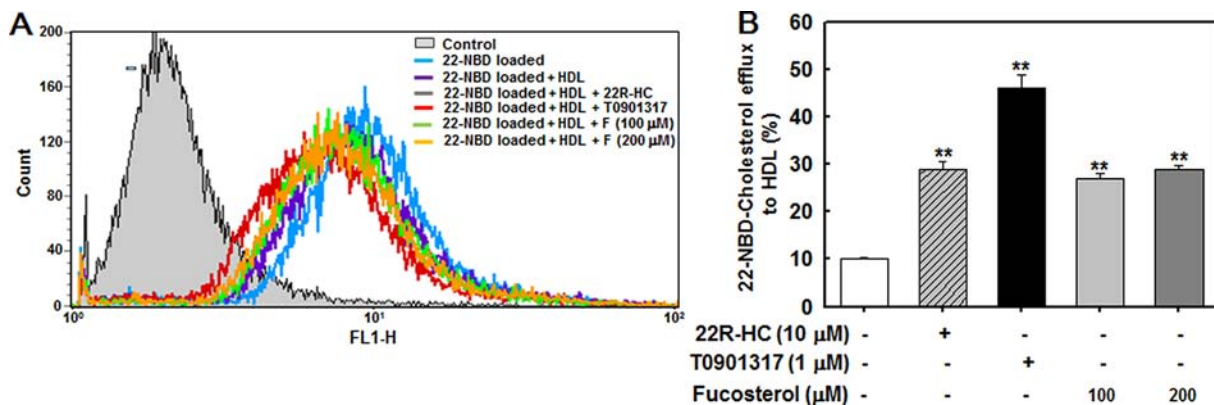 A
200
160
120
80
40
0
Count
10⁰ 10¹ 10²
FL1-H
Control
22-NBD loaded
22-NBD loaded + HDL
22-NBD loaded + HDL + 22R-HC
22-NBD loaded + HDL + T0901317
22-NBD loaded + HDL + F (100 μM)
22-NBD loaded + HDL + F (200 μM)
B
60
50
40
30
20
10
0
22-NBD-Cholesterol efflux
to HDL (%)
** ** ** **
22R-HC (10 μM) - + - - -
T0901317 (1 μM) - - + - -
Fucosterol (μM) - - - 100 200